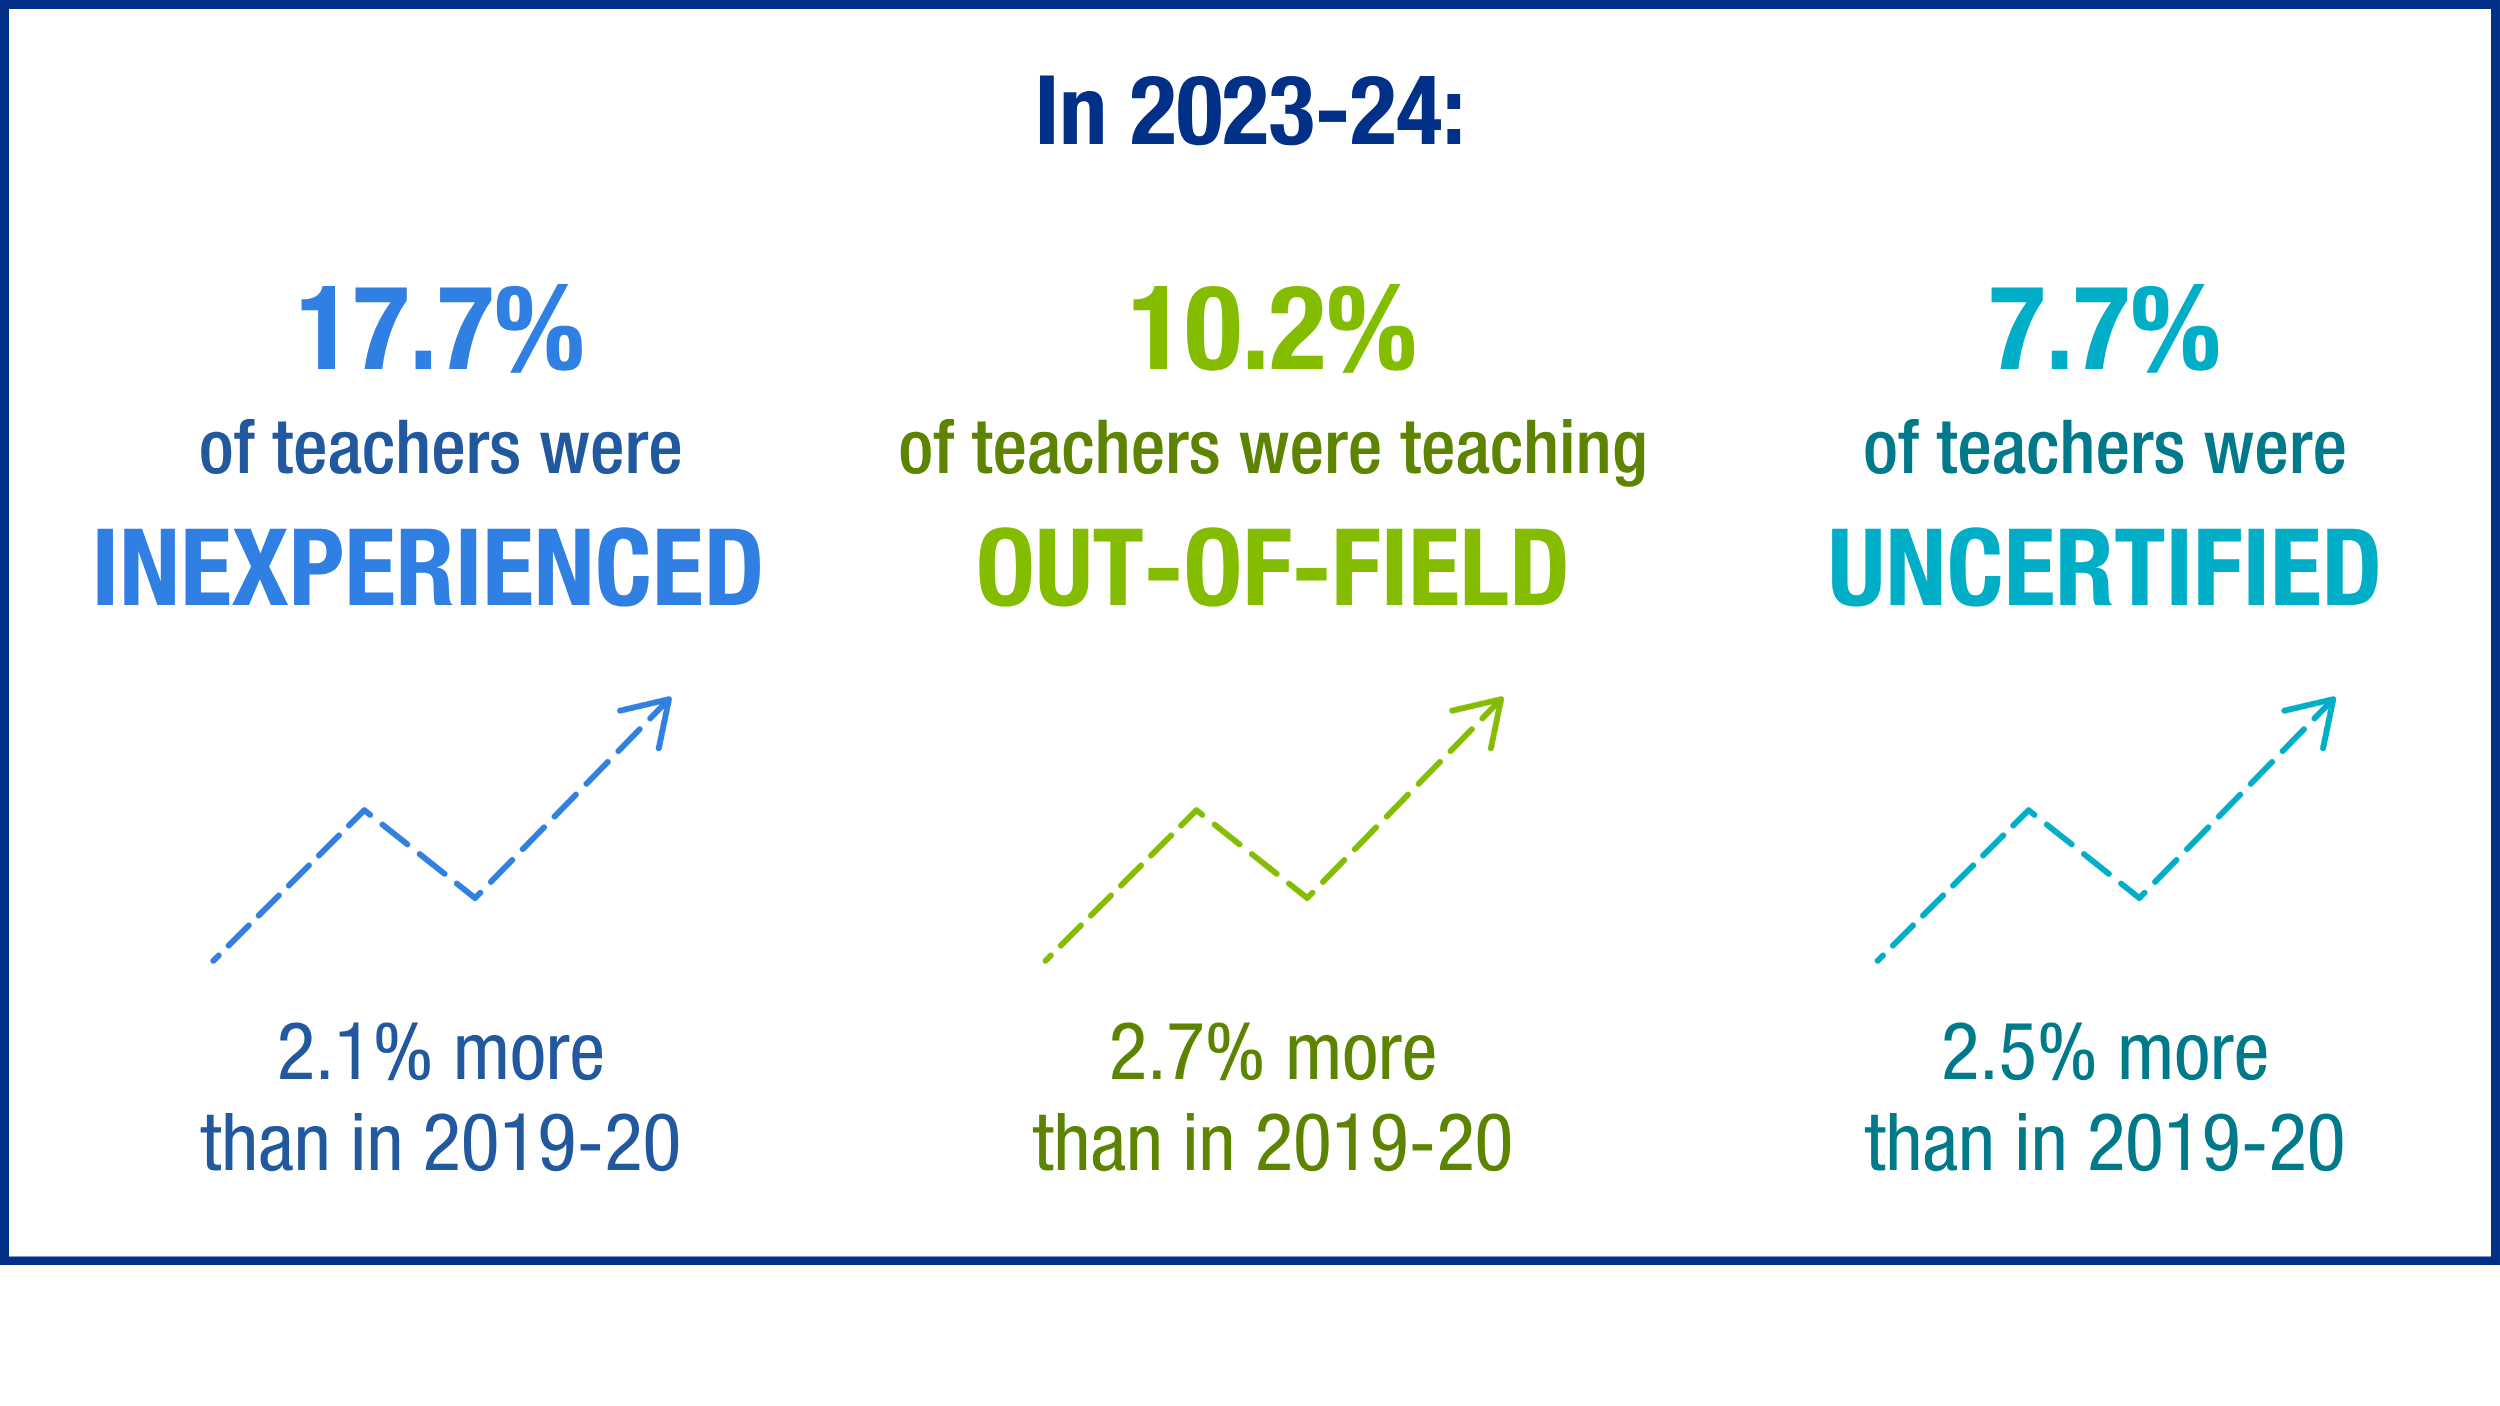 In 2023-24:
17.7%
of teachers were
INEXPERIENCED
2.1% more
than in 2019-20
10.2%
of teachers were teaching
OUT-OF-FIELD
2.7% more
than in 2019-20
7.7%
of teachers were
UNCERTIFIED
2.5% more
than in 2019-20